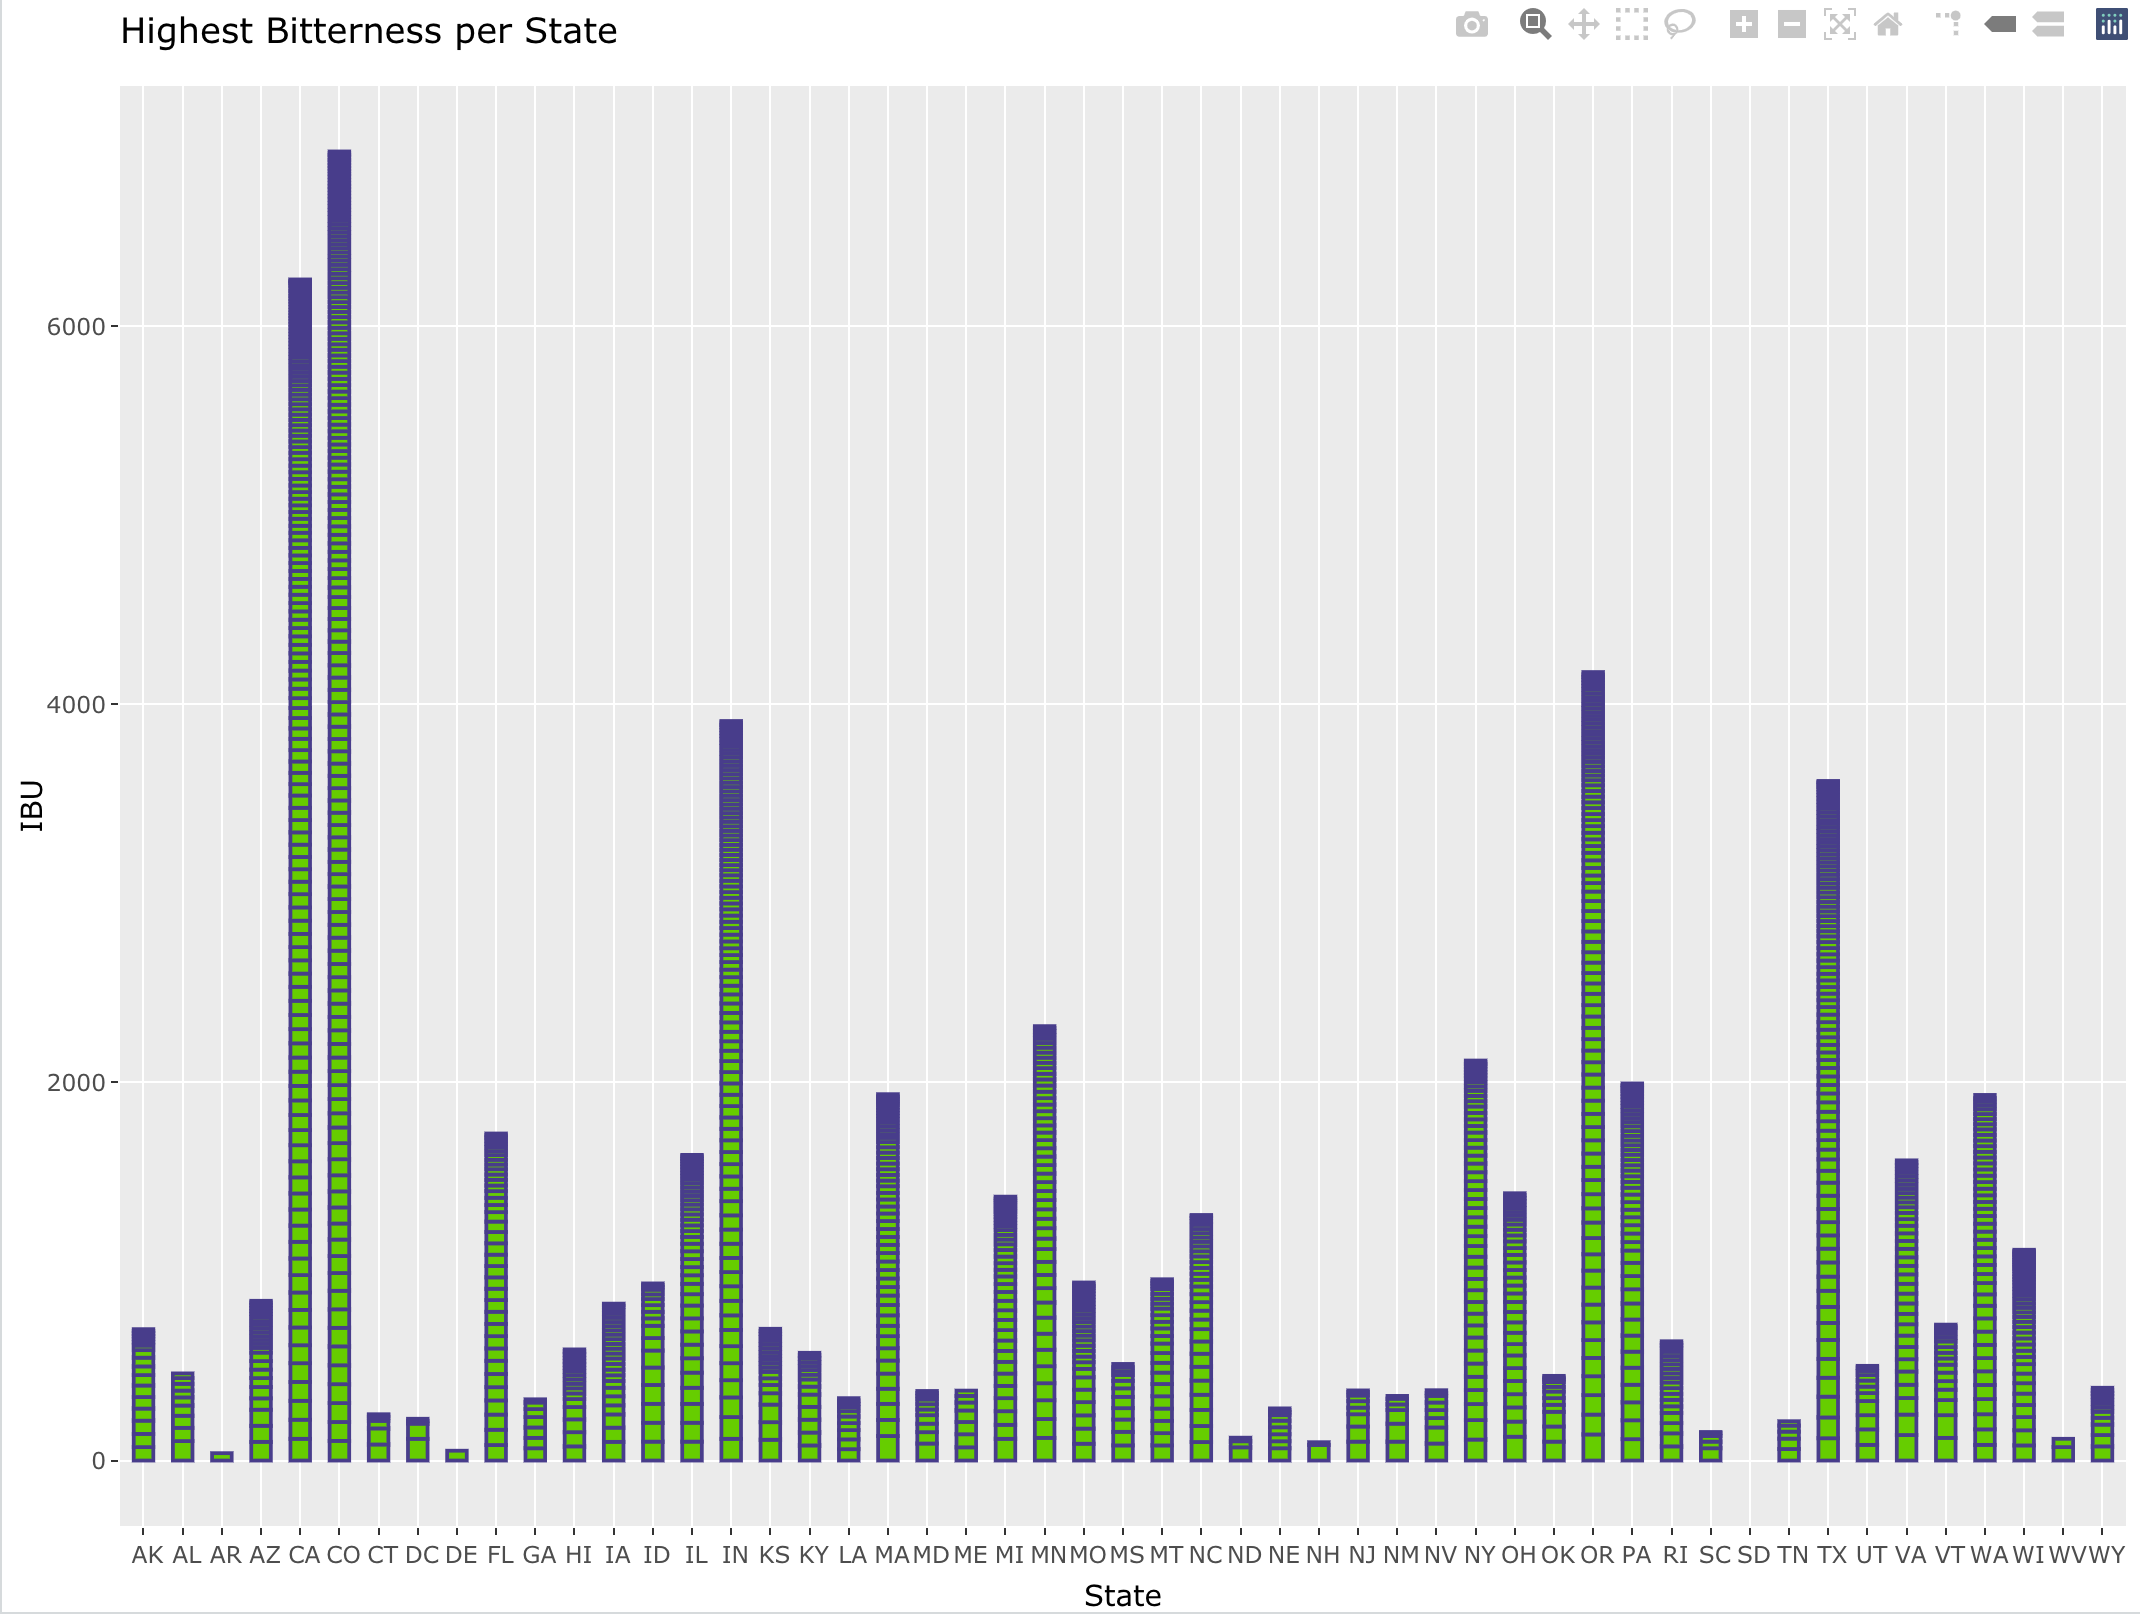 Highest Bitterness per State
6000
4000
2000
0
IBU
AK AL AR AZ CA CO CT DC DE FL GA HI IA ID IL IN KS KY LA MA MD ME MI MN MO MS MT NC ND NE NH NJ NM NV NY OH OK OR PA RI SC SD TN TX UT VA VT WA WI WV WY
State